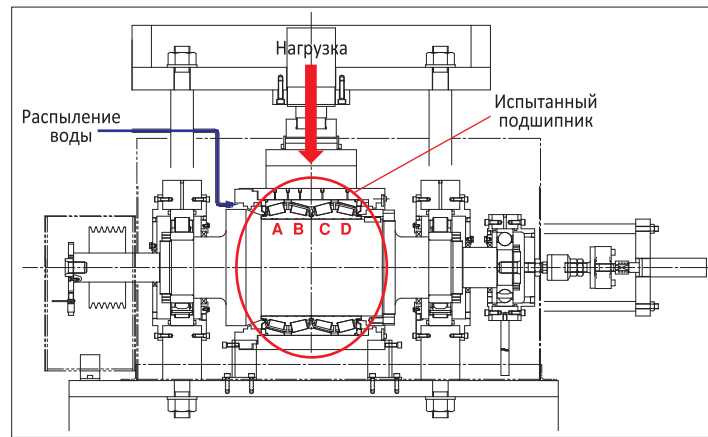 Нагрузка
Распыление
воды
Испытанный
подшипник
A B C D